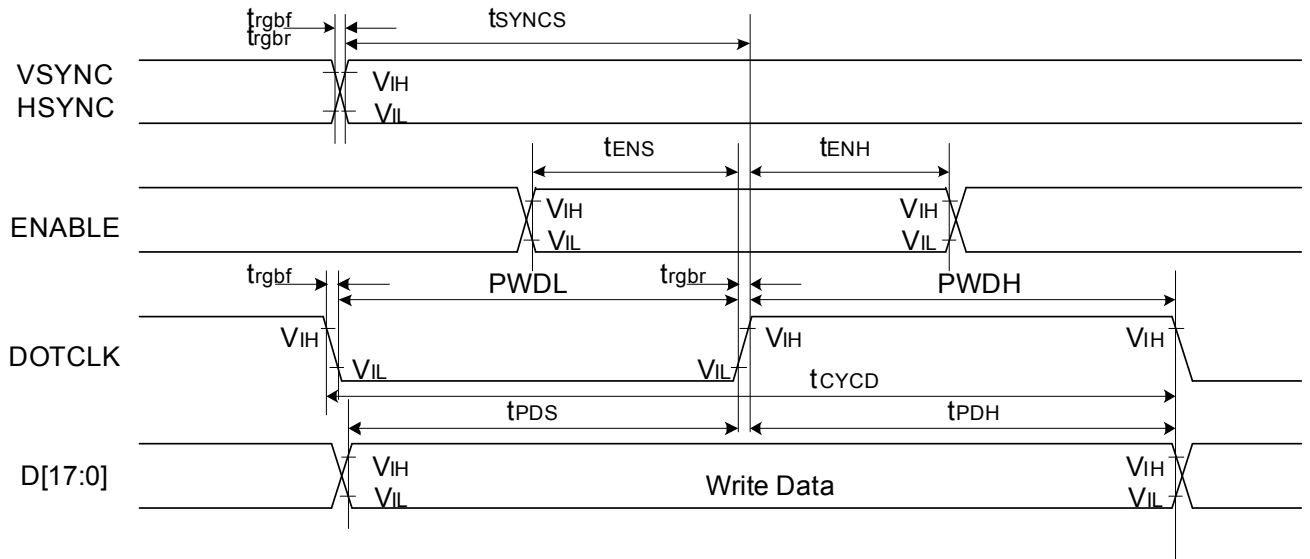 trgbf
trgbr
tSYNCS
VSYNC
HSYNC
VIH
VIL
tENS
tENH
ENABLE
VIH
VIL
VIH
VIL
trgbf
PWDL
trgbr
PWDH
DOTCLK
VIH
VIL
VIL
VIH
VIH
tCYCD
tPDS
tPDH
D[17:0]
VIH
VIL
Write Data
VIH
VIL